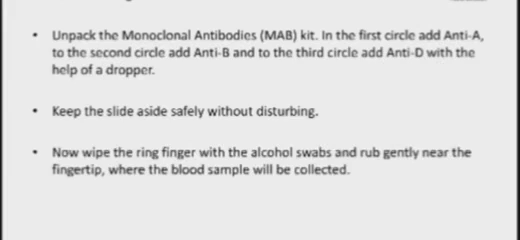 • Unpack the Monoclonal Antibodies (MAB) kit. In the first circle add Anti-A,
to the second circle add Anti-B and to the third circle add Anti-D with the
help of a dropper.
• Keep the slide aside safely without disturbing.
• Now wipe the ring finger with the alcohol swabs and rub gently near the
fingertip, where the blood sample will be collected.